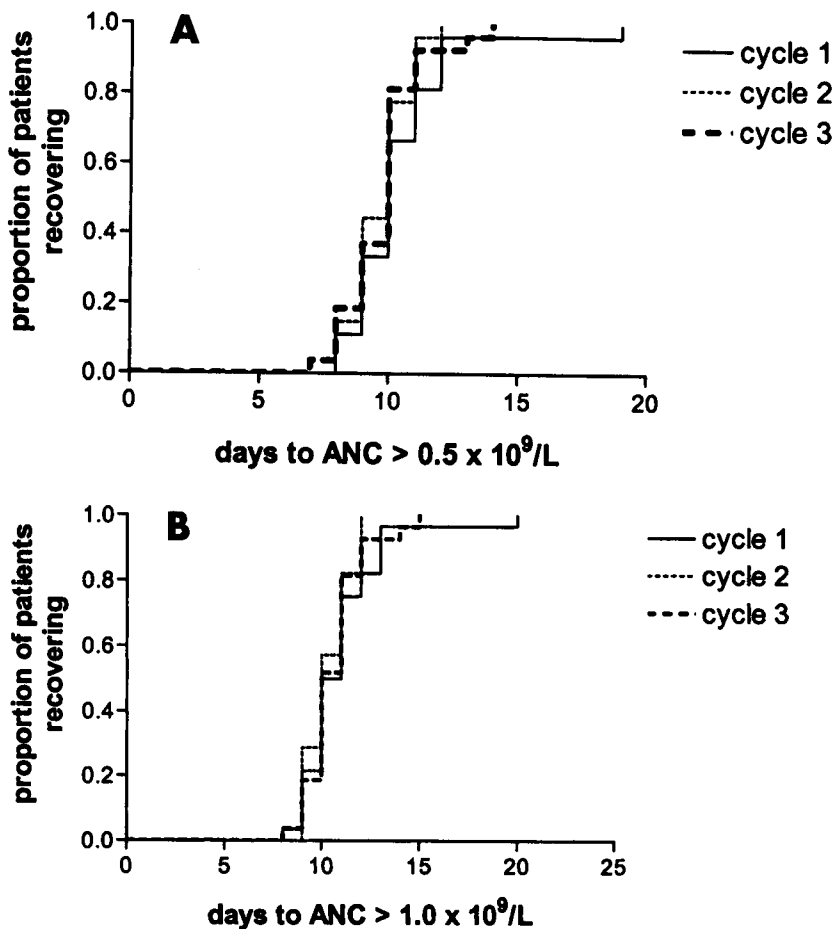 A
1.0
0.8
0.6
0.4
0.2
0.0
proportion of patients
recovering
0 5 10 15 20
days to ANC > 0.5 x 10⁹/L
cycle 1
cycle 2
cycle 3
B
1.0
0.8
0.6
0.4
0.2
0.0
proportion of patients
recovering
0 5 10 15 20 25
days to ANC > 1.0 x 10⁹/L
cycle 1
cycle 2
cycle 3